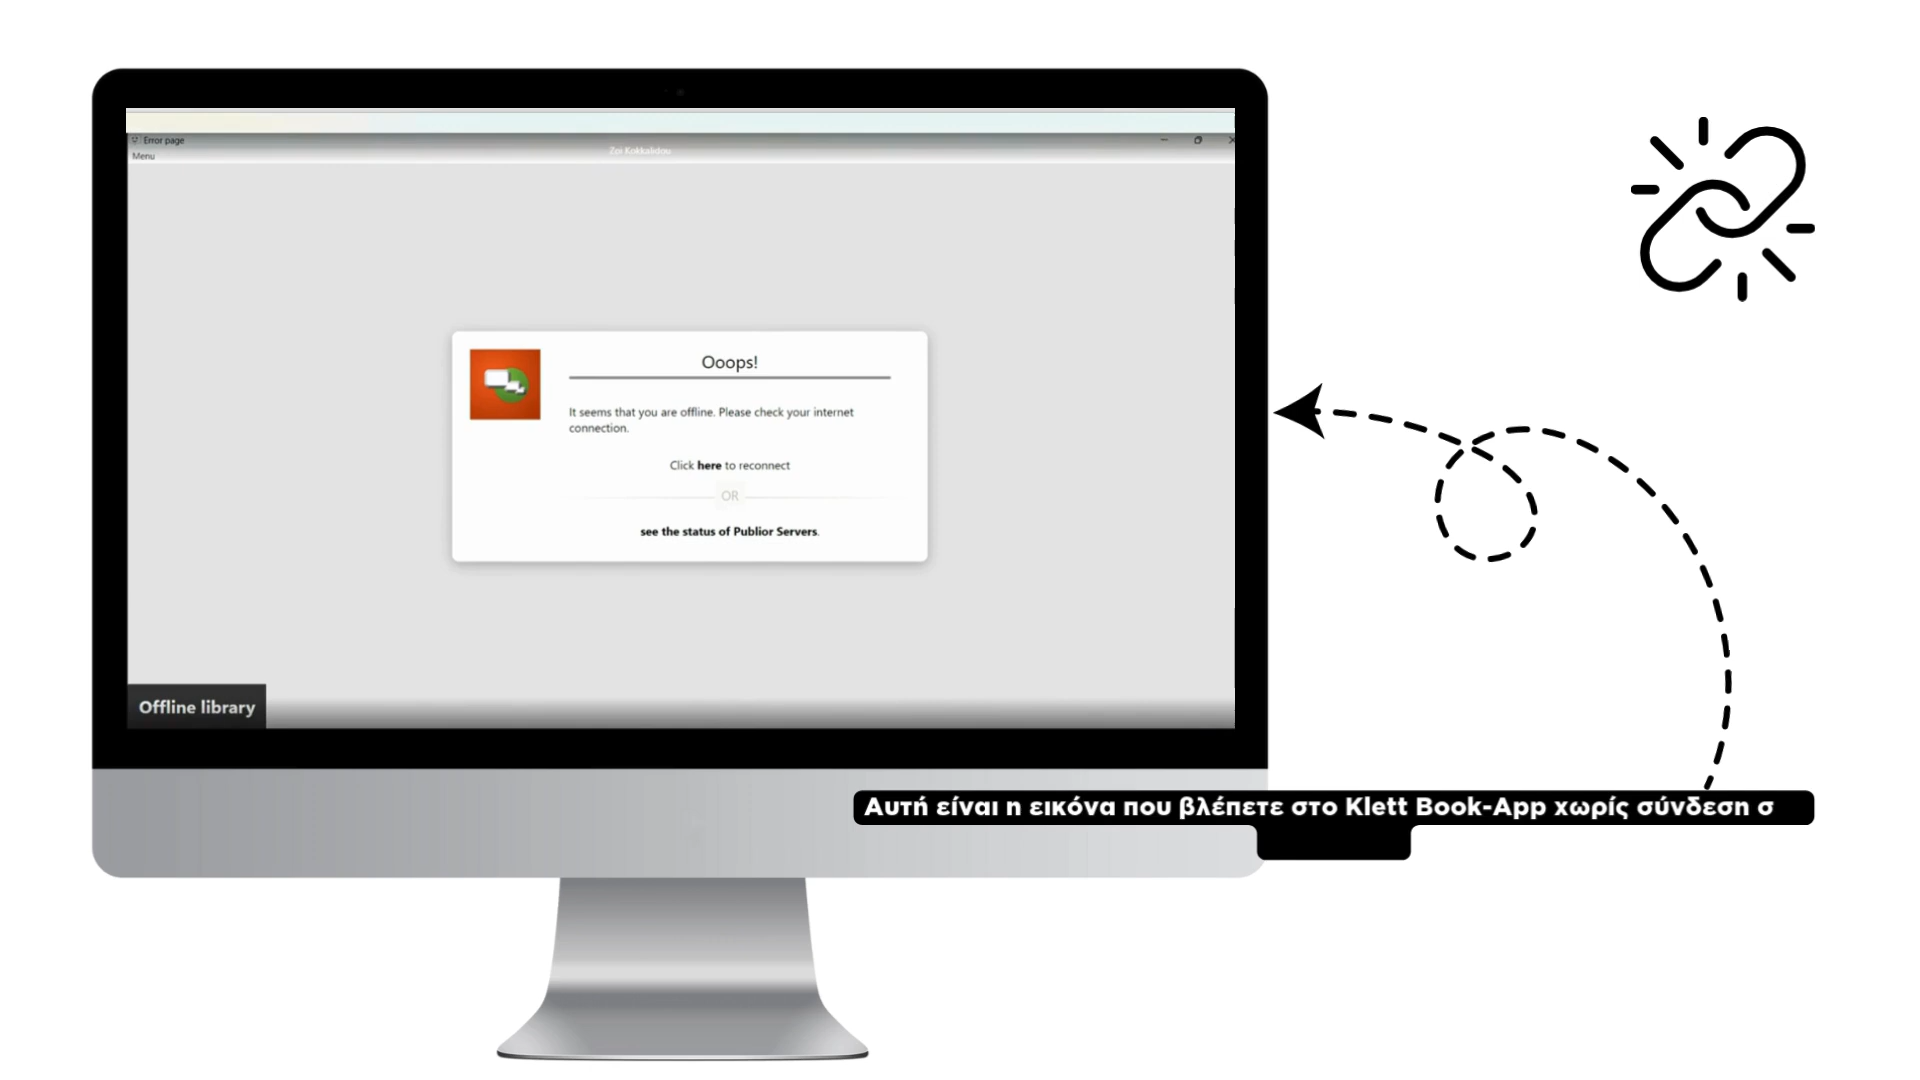 Error page
Zoi Kokkalidou
Menu
Ooops!
It seems that you are offline. Please check your internet
connection.
Click here to reconnect
OR
see the status of Publior Servers.
Offline library
Αυτή είναι η εικόνα που βλέπετε στο Klett Book-App χωρίς σύνδεση σ